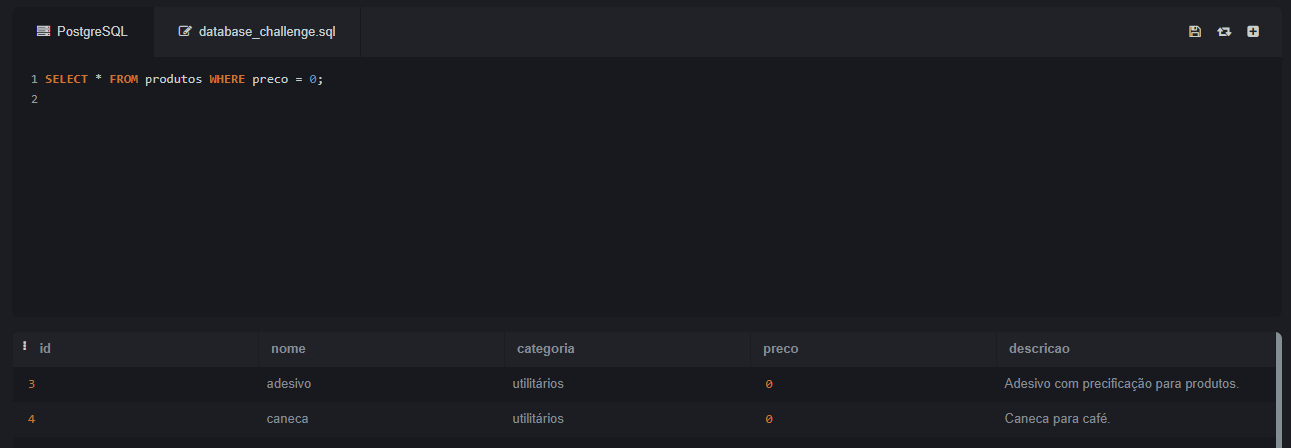 PostgreSQL database_challenge.sql
1 SELECT * FROM produtos WHERE preco = 0;
2
id nome categoria preco descricao
3 adesivo utilitários 0 Adesivo com precificação para produtos.
4 caneca utilitários 0 Caneca para café.